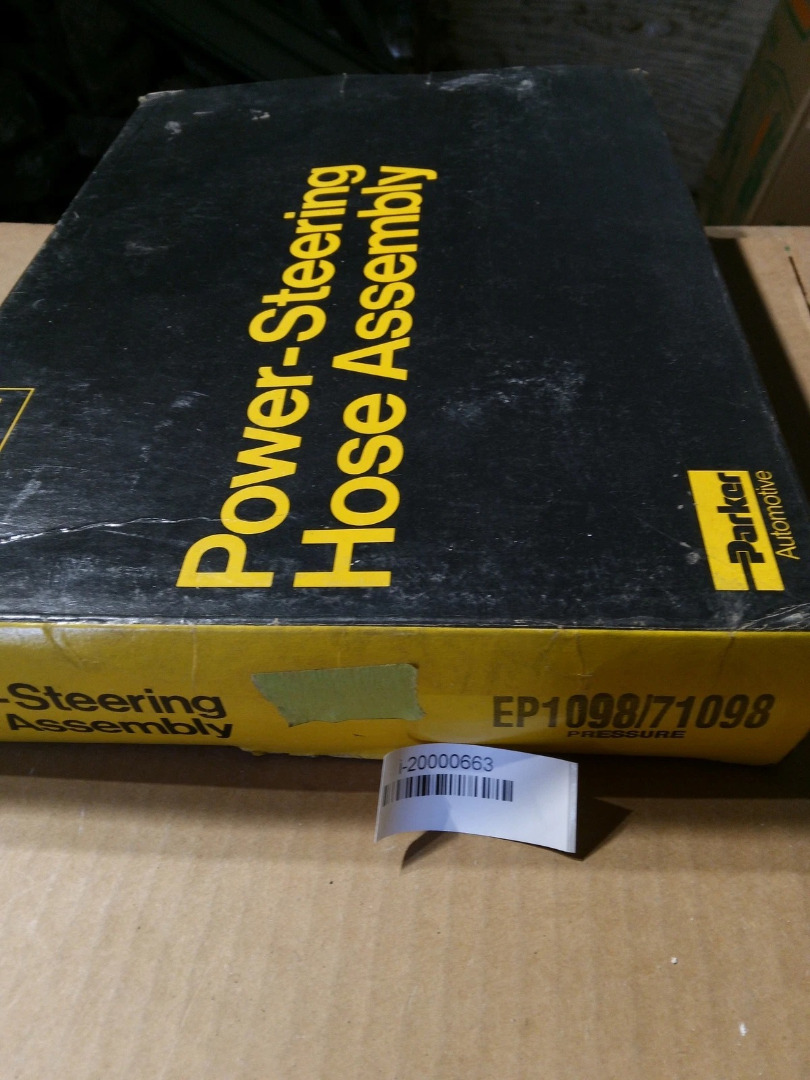 Power-Steering
Hose Assembly
Parker
Automotive
-Steering
Assembly
EP1098/71098
PRESSURE
i-20000663